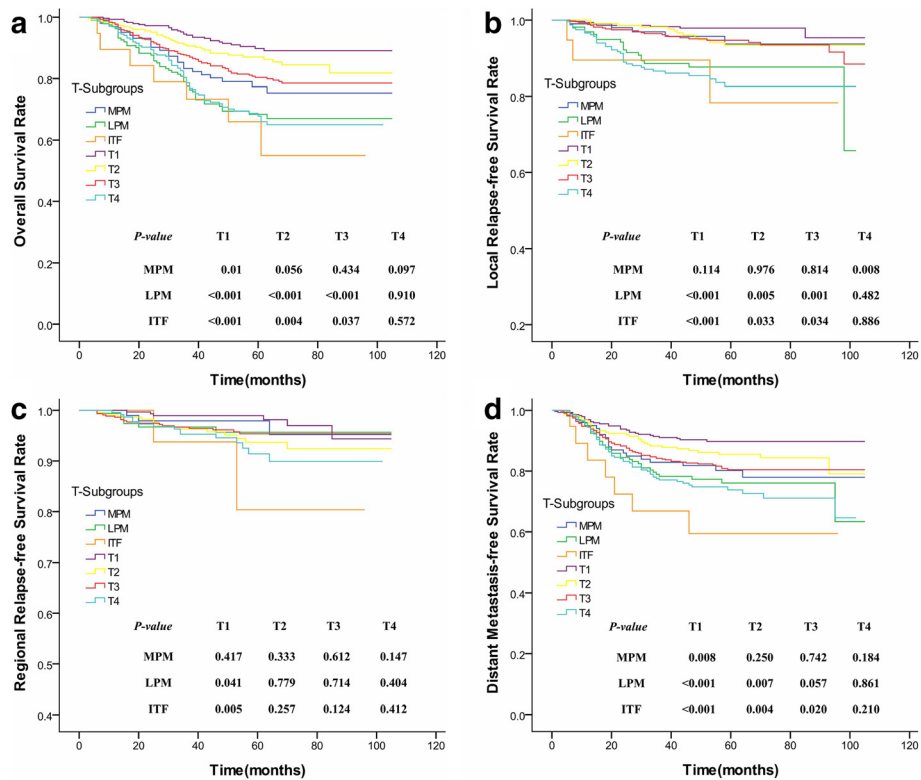 a
Overall Survival Rate
1.0
0.8
0.6
0.4
0.2
0.0
T-Subgroups
MPM
LPM
ITF
T1
T2
T3
T4
P-value T1 T2 T3 T4
MPM 0.01 0.056 0.434 0.097
LPM <0.001 <0.001 <0.001 0.910
ITF <0.001 0.004 0.037 0.572
0 20 40 60 80 100 120
Time(months)
b
Local Relapse-free Survival Rate
1.0
0.8
0.6
0.4
0.2
T-Subgroups
MPM
LPM
ITF
T1
T2
T3
T4
P-value T1 T2 T3 T4
MPM 0.114 0.976 0.814 0.008
LPM <0.001 0.005 0.001 0.482
ITF <0.001 0.033 0.034 0.886
0 20 40 60 80 100 120
Time(months)
c
Regional Relapse-free Survival Rate
1.0
0.9
0.8
0.7
0.6
0.5
0.4
T-Subgroups
MPM
LPM
ITF
T1
T2
T3
T4
P-value T1 T2 T3 T4
MPM 0.417 0.333 0.612 0.147
LPM 0.041 0.779 0.714 0.404
ITF 0.005 0.257 0.124 0.412
0 20 40 60 80 100 120
Time(months)
d
Distant Metastasis-free Survival Rate
1.0
0.8
0.6
0.4
0.2
0.0
T-Subgroups
MPM
LPM
ITF
T1
T2
T3
T4
P-value T1 T2 T3 T4
MPM 0.008 0.250 0.742 0.184
LPM <0.001 0.007 0.057 0.861
ITF <0.001 0.004 0.020 0.210
0 20 40 60 80 100 120
Time(months)